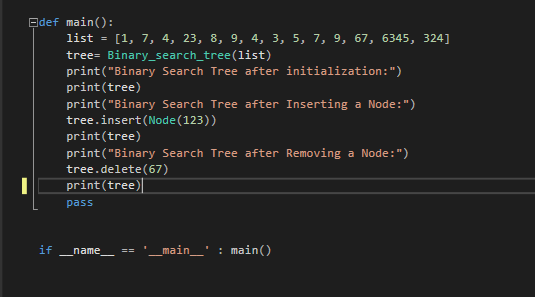 def main():
    list = [1, 7, 4, 23, 8, 9, 4, 3, 5, 7, 9, 67, 6345, 324]
    tree= Binary_search_tree(list)
    print("Binary Search Tree after initialization:")
    print(tree)
    print("Binary Search Tree after Inserting a Node:")
    tree.insert(Node(123))
    print(tree)
    print("Binary Search Tree after Removing a Node:")
    tree.delete(67)
    print(tree)
    pass
if __name__ == '__main__' : main()